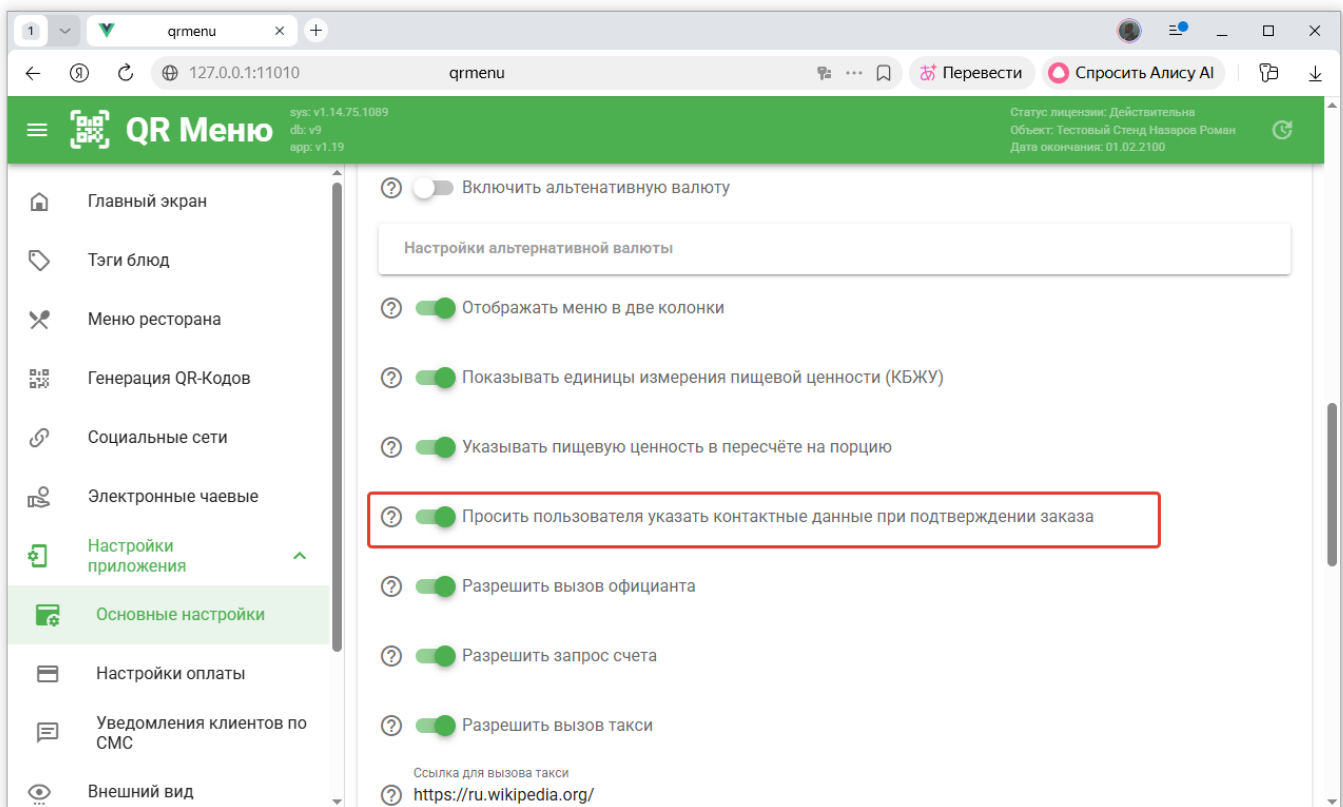 1
qrmenu
127.0.0.1:11010
qrmenu
Перевести
Спросить Алису AI
QR Меню
sys: v1.14.75.1089
db: v9
app: v1.19
Статус лицензии: Действительна
Объект: Тестовый Стенд Назаров Роман
Дата окончания: 01.02.2100
Главный экран
Тэги блюд
Меню ресторана
Генерация QR-Кодов
Социальные сети
Электронные чаевые
Настройки
приложения
Основные настройки
Настройки оплаты
Уведомления клиентов по
СМС
Внешний вид
Включить альтенативную валюту
Настройки альтернативной валюты
Отображать меню в две колонки
Показывать единицы измерения пищевой ценности (КБЖУ)
Указывать пищевую ценность в пересчёте на порцию
Просить пользователя указать контактные данные при подтверждении заказа
Разрешить вызов официанта
Разрешить запрос счета
Разрешить вызов такси
Ссылка для вызова такси
https://ru.wikipedia.org/